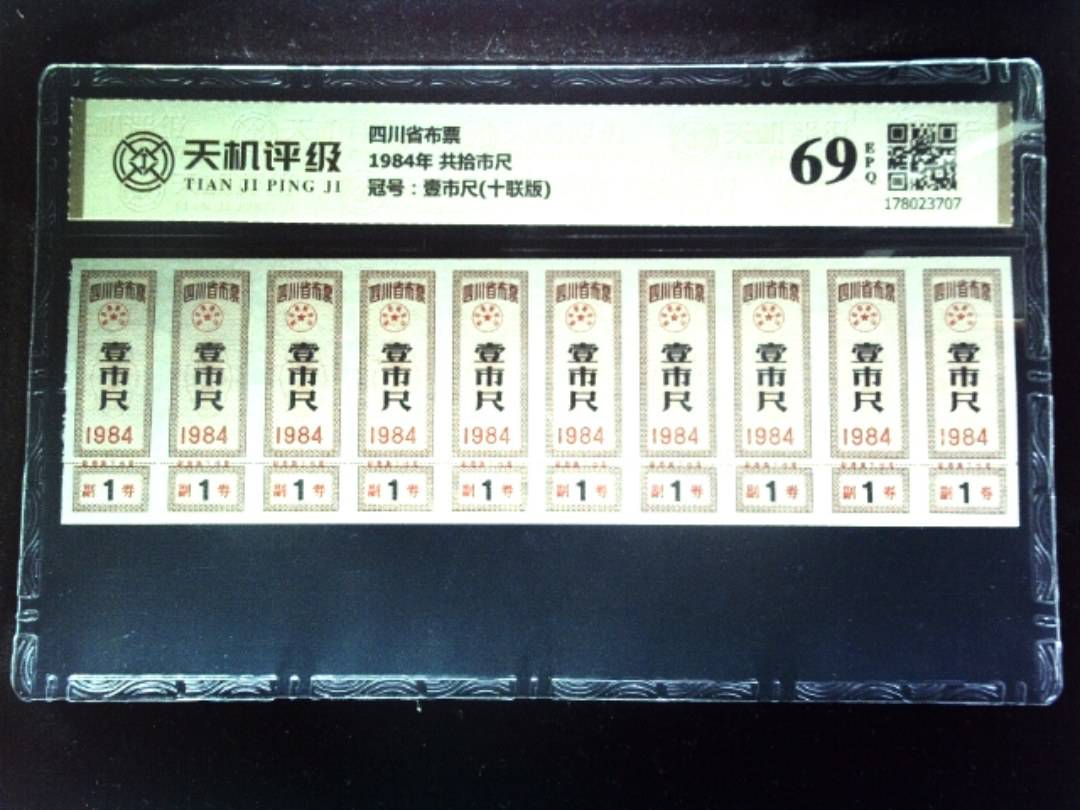 天机评级
TIAN JI PING JI
四川省布票
1984年 共拾市尺
冠号：壹市尺(十联版)
69
EPQ
178023707
四川省布票 四川省布票 四川省布票 四川省布票 四川省布票 四川省布票 四川省布票 四川省布票 四川省布票 四川省布票
壹市尺 壹市尺 壹市尺 壹市尺 壹市尺 壹市尺 壹市尺 壹市尺 壹市尺 壹市尺
1984 1984 1984 1984 1984 1984 1984 1984 1984 1984
副1券 副1券 副1券 副1券 副1券 副1券 副1券 副1券 副1券 副1券